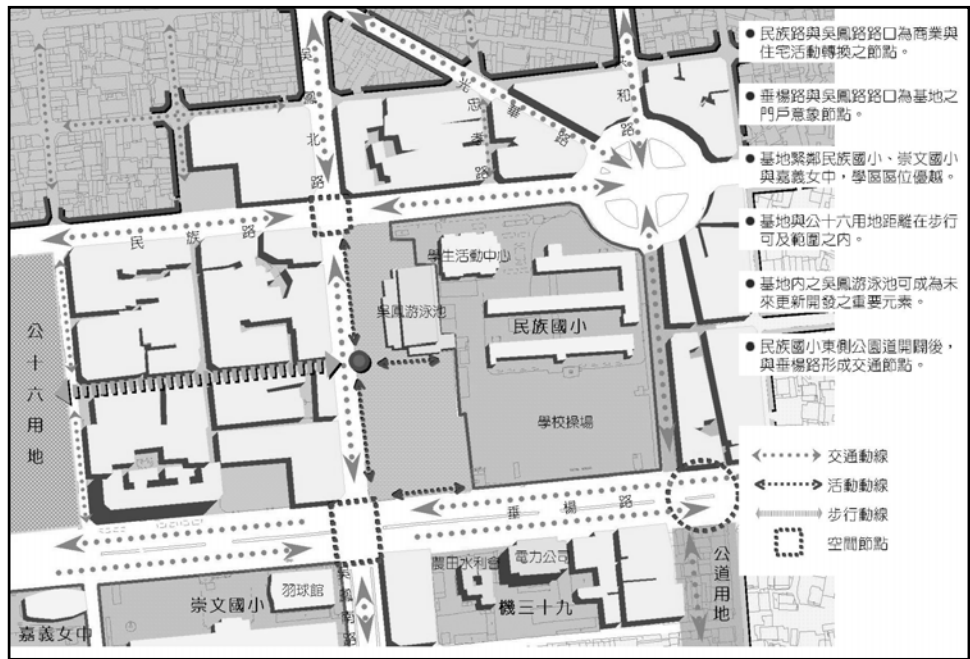 ● 民族路與吳鳳路路口為商業與
住宅活動轉換之節點。
● 垂楊路與吳鳳路路口為基地之
門戶意象節點。
● 基地緊鄰民族國小、崇文國小
與嘉義女中，學區區位優越。
● 基地與公十六用地距離在步行
可及範圍之內。
● 基地內之吳鳳游泳池可成為未
來更新開發之重要元素。
● 民族國小東側公園道開闢後，
與垂楊路形成交通節點。
交通動線
活動動線
步行動線
空間節點
吳鳳北路
光華路
忠孝路
和路
民族路
學生活動中心
吳鳳游泳池
民族國小
學校操場
公十六用地
垂楊路
農田水利會
電力公司
機三十九
公道用地
羽球館
崇文國小
吳鳳南路
嘉義女中